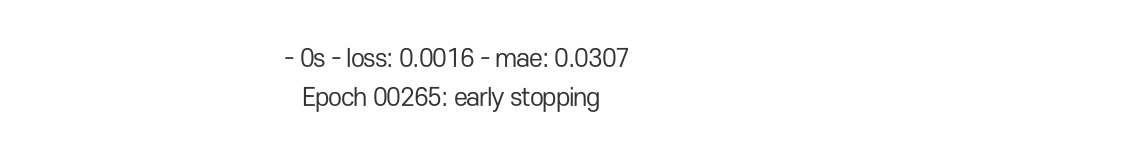 - 0s - loss: 0.0016 - mae: 0.0307
Epoch 00265: early stopping